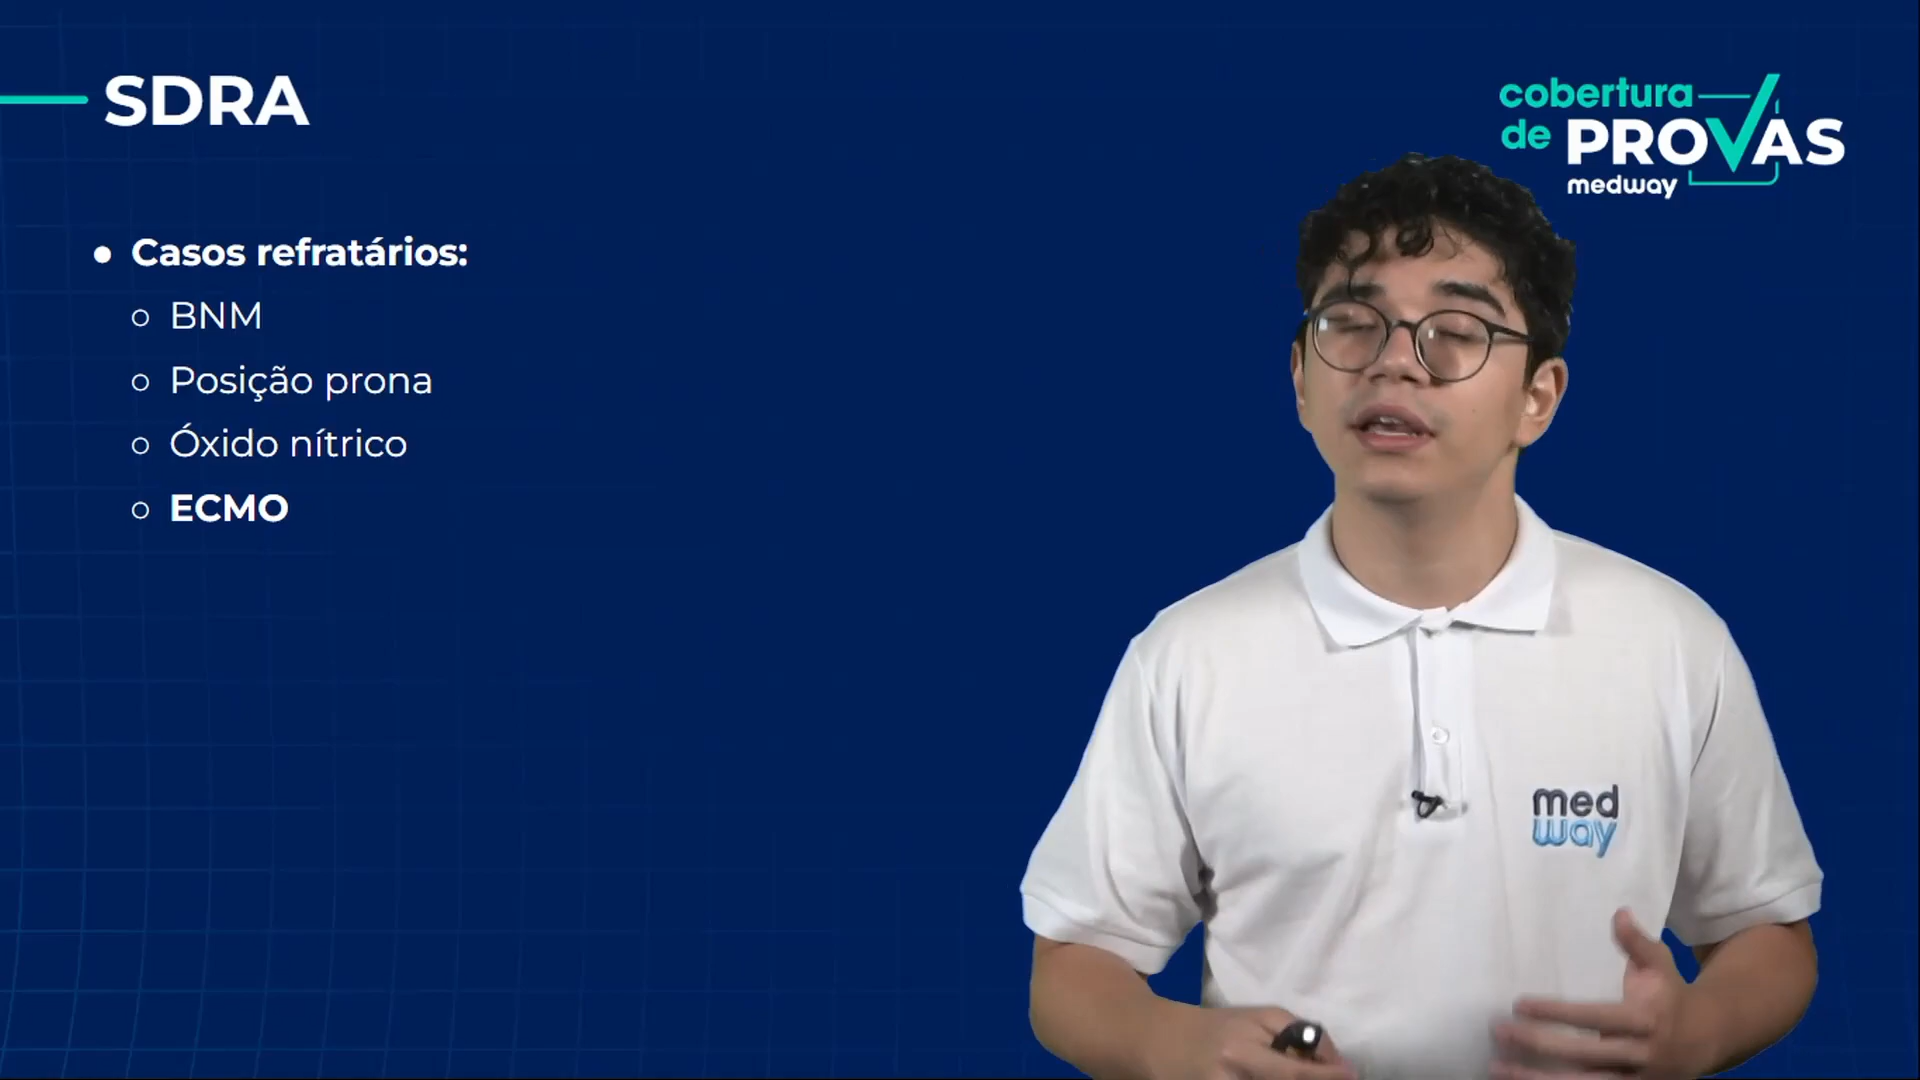 SDRA
cobertura
de PROVAS
medway
Casos refratários:
BNM
Posição prona
Óxido nítrico
ECMO
med
way